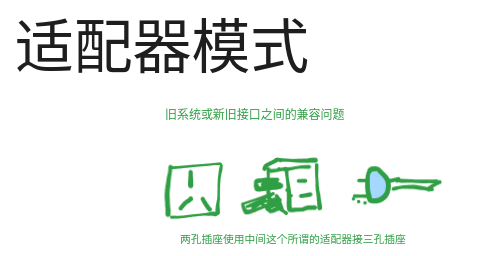 适配器模式
旧系统或新旧接口之间的兼容问题
两孔插座使用中间这个所谓的适配器接三孔插座